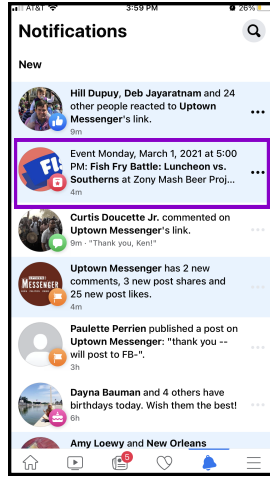 AT&T 3:59 PM 26%
Notifications
New
Hill Dupuy, Deb Jayaratnam and 24
other people reacted to Uptown
Messenger's link.
9m
Event Monday, March 1, 2021 at 5:00
PM: Fish Fry Battle: Luncheon vs.
Southerns at Zony Mash Beer Proj...
4m
Curtis Doucette Jr. commented on
Uptown Messenger's link.
9m · "Thank you, Ken!"
MESSENGER
Uptown Messenger has 2 new
comments, 3 new post shares and
25 new post likes.
4m
Paulette Perrien published a post on
Uptown Messenger: "thank you --
will post to FB-".
3h
Dayna Bauman and 4 others have
birthdays today. Wish them the best!
6h
Amy Loewy and New Orleans
5